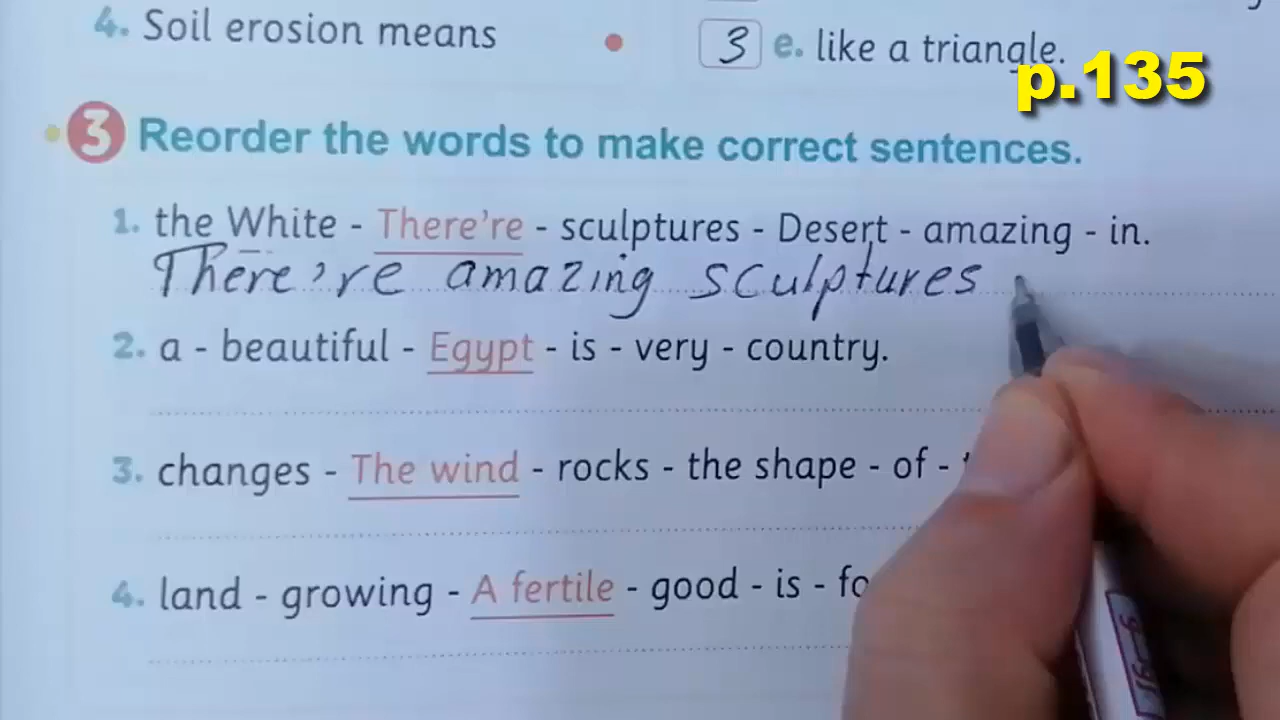 4. Soil erosion means
3 e. like a triangle.
p.135
3 Reorder the words to make correct sentences.
1. the White - There're - sculptures - Desert - amazing - in.
There're amazing sculptures
2. a - beautiful - Egypt - is - very - country.
3. changes - The wind - rocks - the shape - of -
4. land - growing - A fertile - good - is -